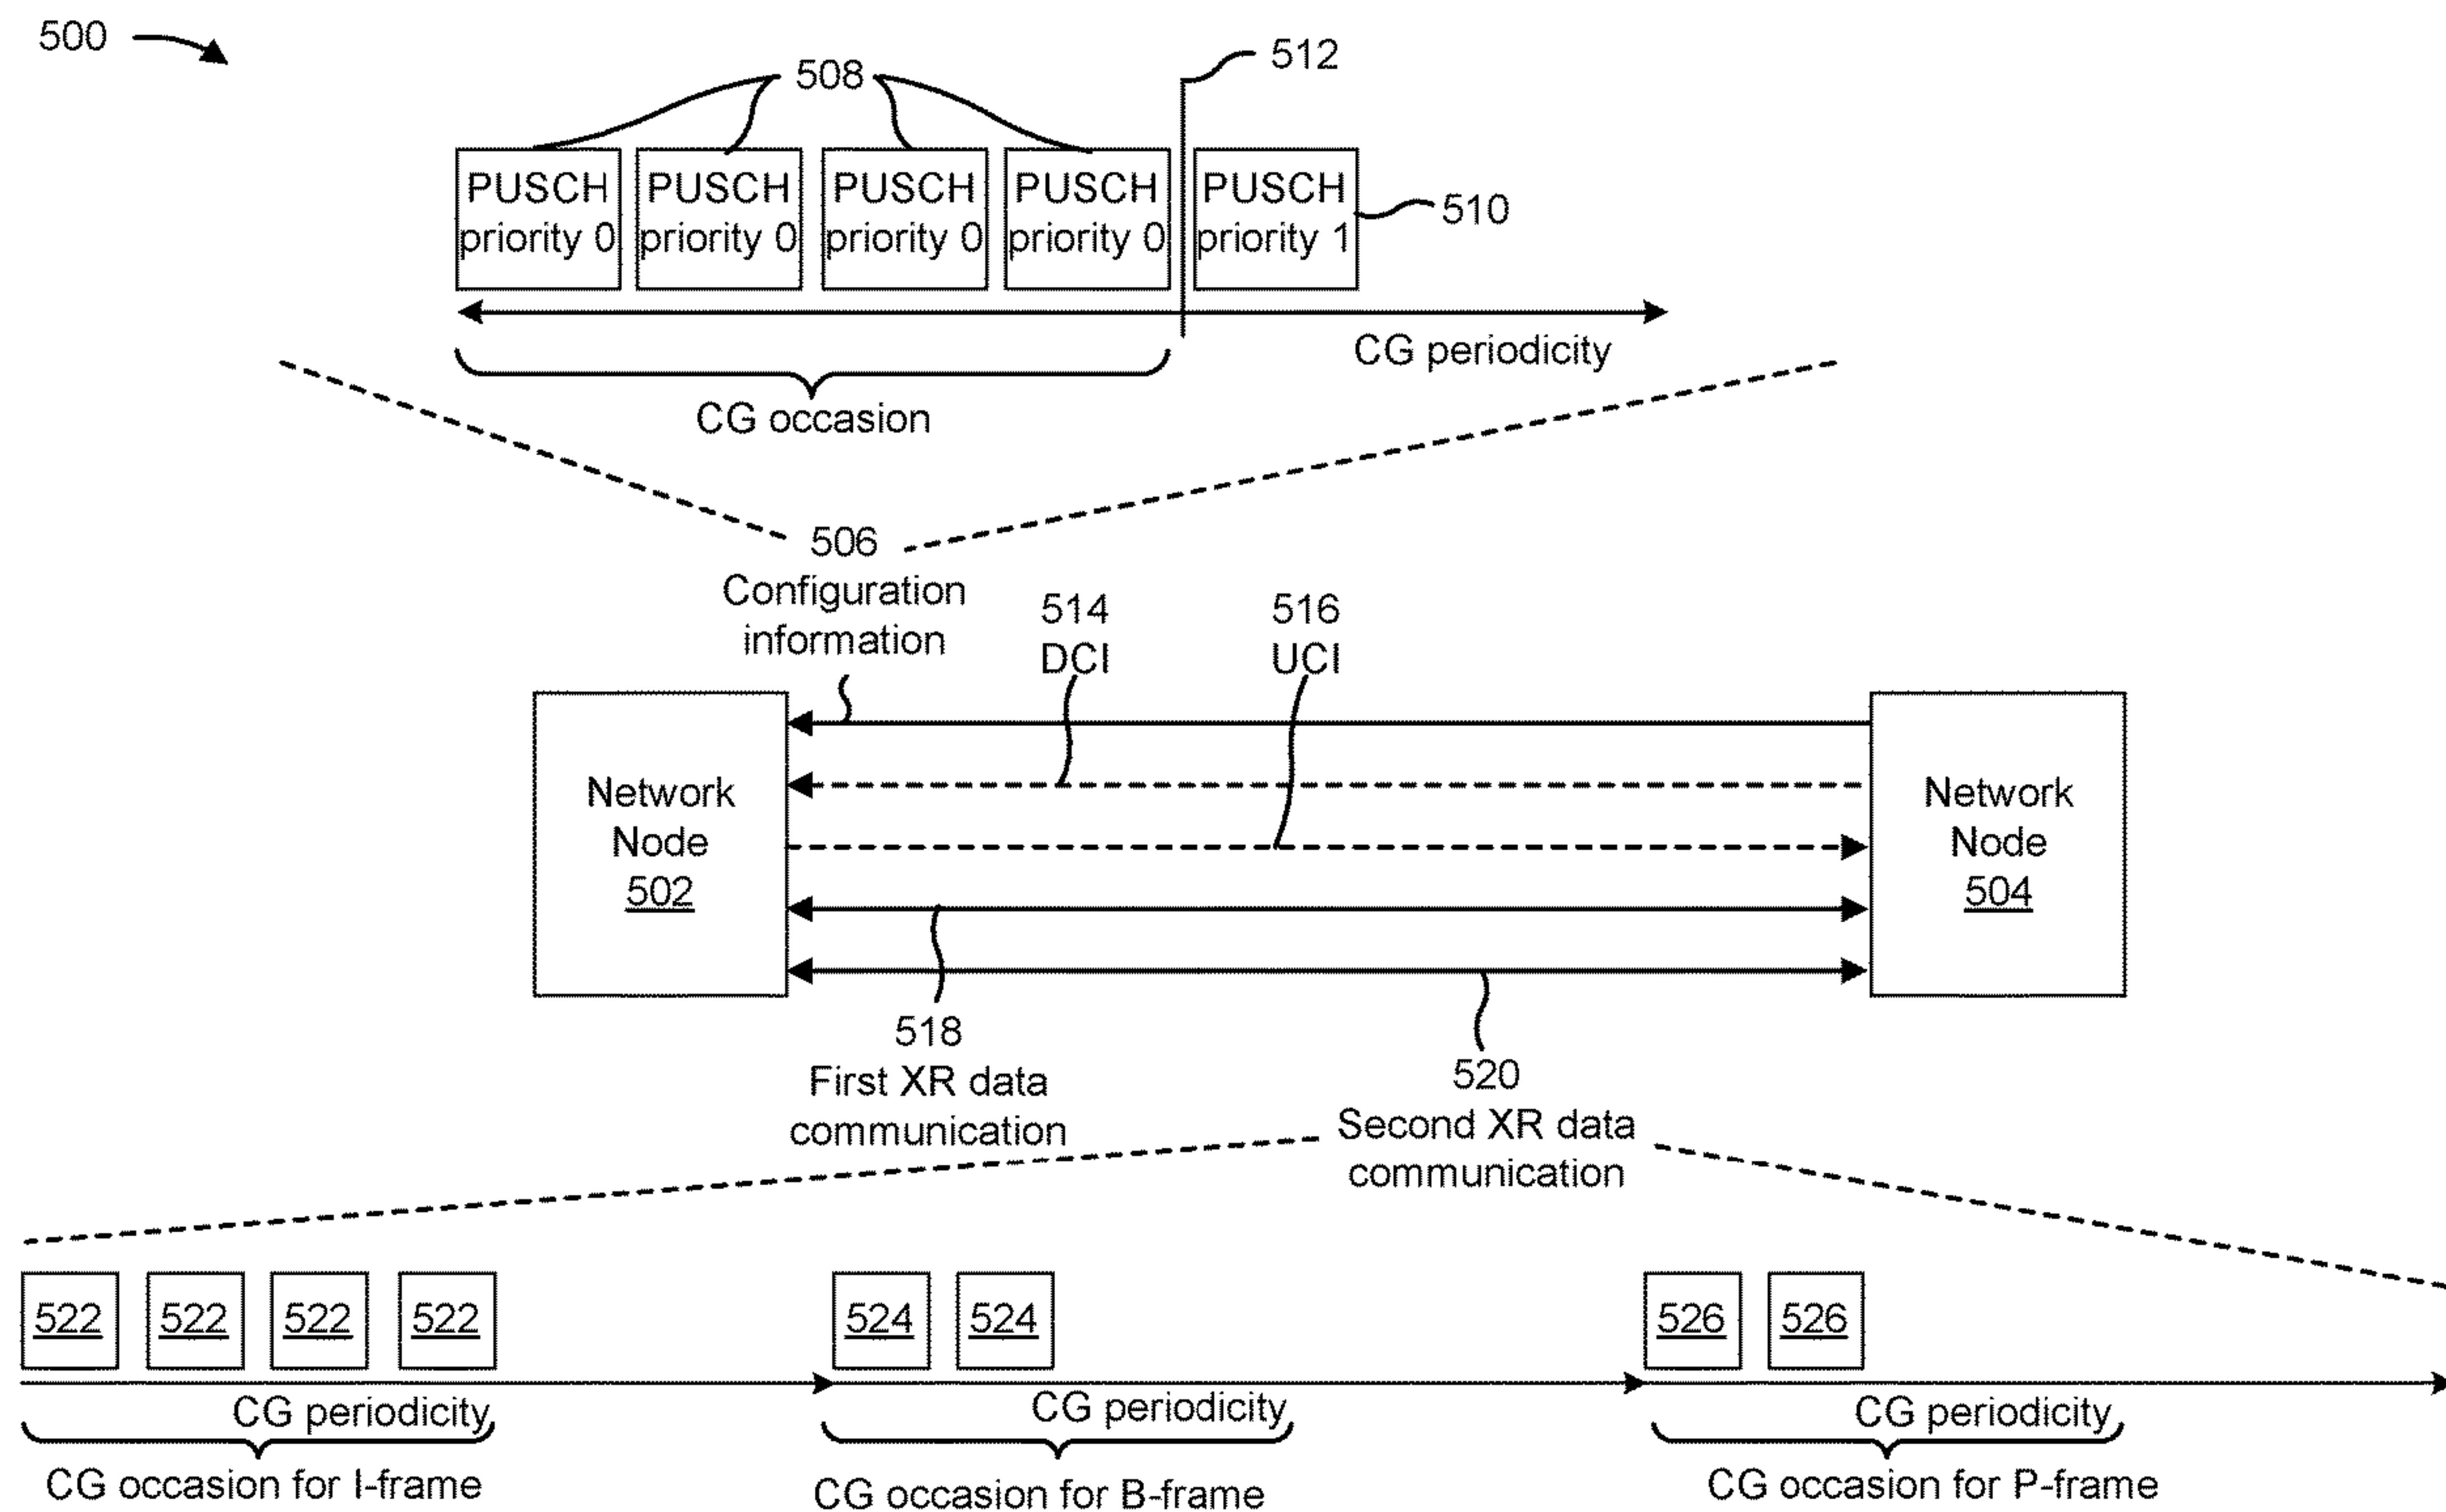 500
508
512
PUSCH
priority 0
PUSCH
priority 0
PUSCH
priority 0
PUSCH
priority 0
PUSCH
priority 1
510
CG periodicity
CG occasion
506
Configuration
information
514
DCI
516
UCI
Network
Node
502
Network
Node
504
518
First XR data
communication
520
Second XR data
communication
522 522 522 522
524 524
526 526
CG periodicity
CG periodicity
CG periodicity
CG occasion for I-frame
CG occasion for B-frame
CG occasion for P-frame